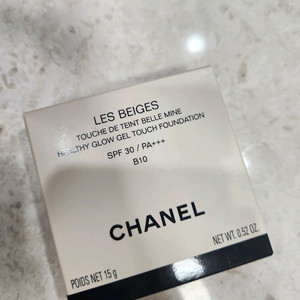 LES BEIGES
TOUCHE DE TEINT BELLE MINE
HEALTHY GLOW GEL TOUCH FOUNDATION
SPF 30 / PA+++
B10
CHANEL
POIDS NET 15 g
NET WT. 0.52 OZ.